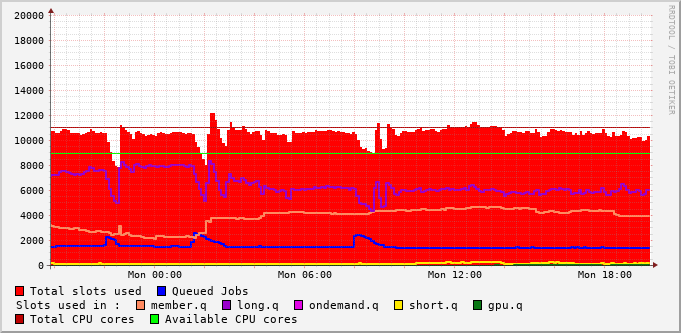 20000
18000
16000
14000
12000
10000
8000
6000
4000
2000
0
Mon 00:00 Mon 06:00 Mon 12:00 Mon 18:00
Total slots used Queued Jobs
Slots used in : member.q long.q ondemand.q short.q gpu.q
Total CPU cores Available CPU cores
RRDTOOL / TOBI OETIKER